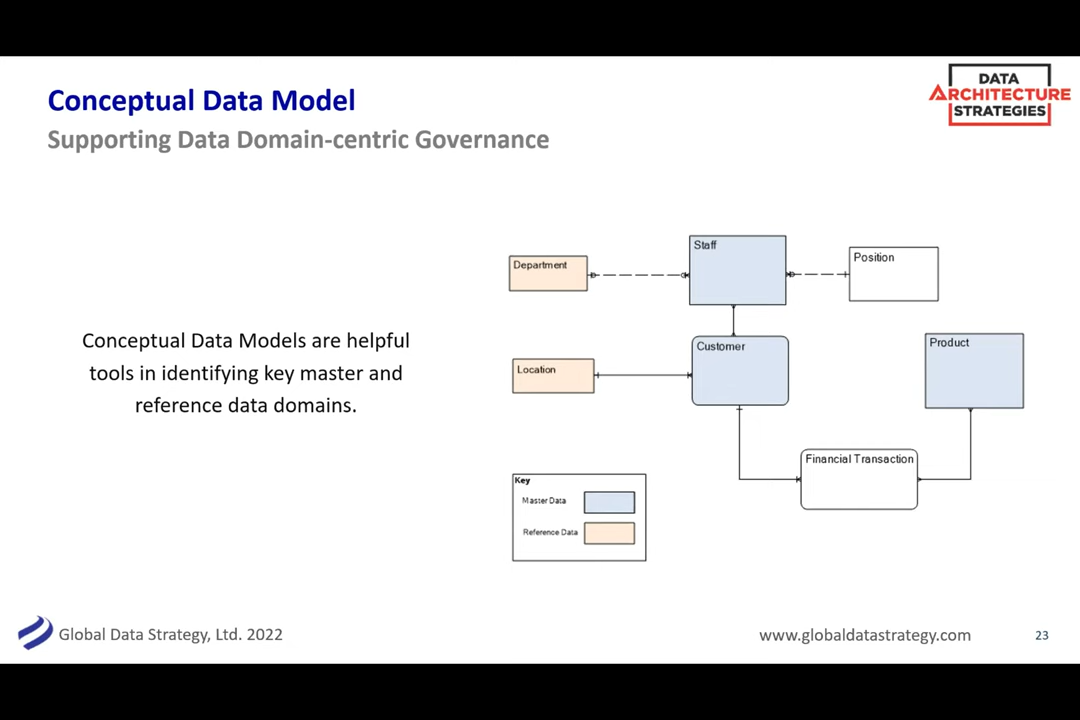 Conceptual Data Model
Supporting Data Domain-centric Governance
DATA
ARCHITECTURE
STRATEGIES
Conceptual Data Models are helpful
tools in identifying key master and
reference data domains.
Department
Staff
Position
Location
Customer
Product
Financial Transaction
Key
Master Data
Reference Data
Global Data Strategy, Ltd. 2022
www.globaldatastrategy.com
23